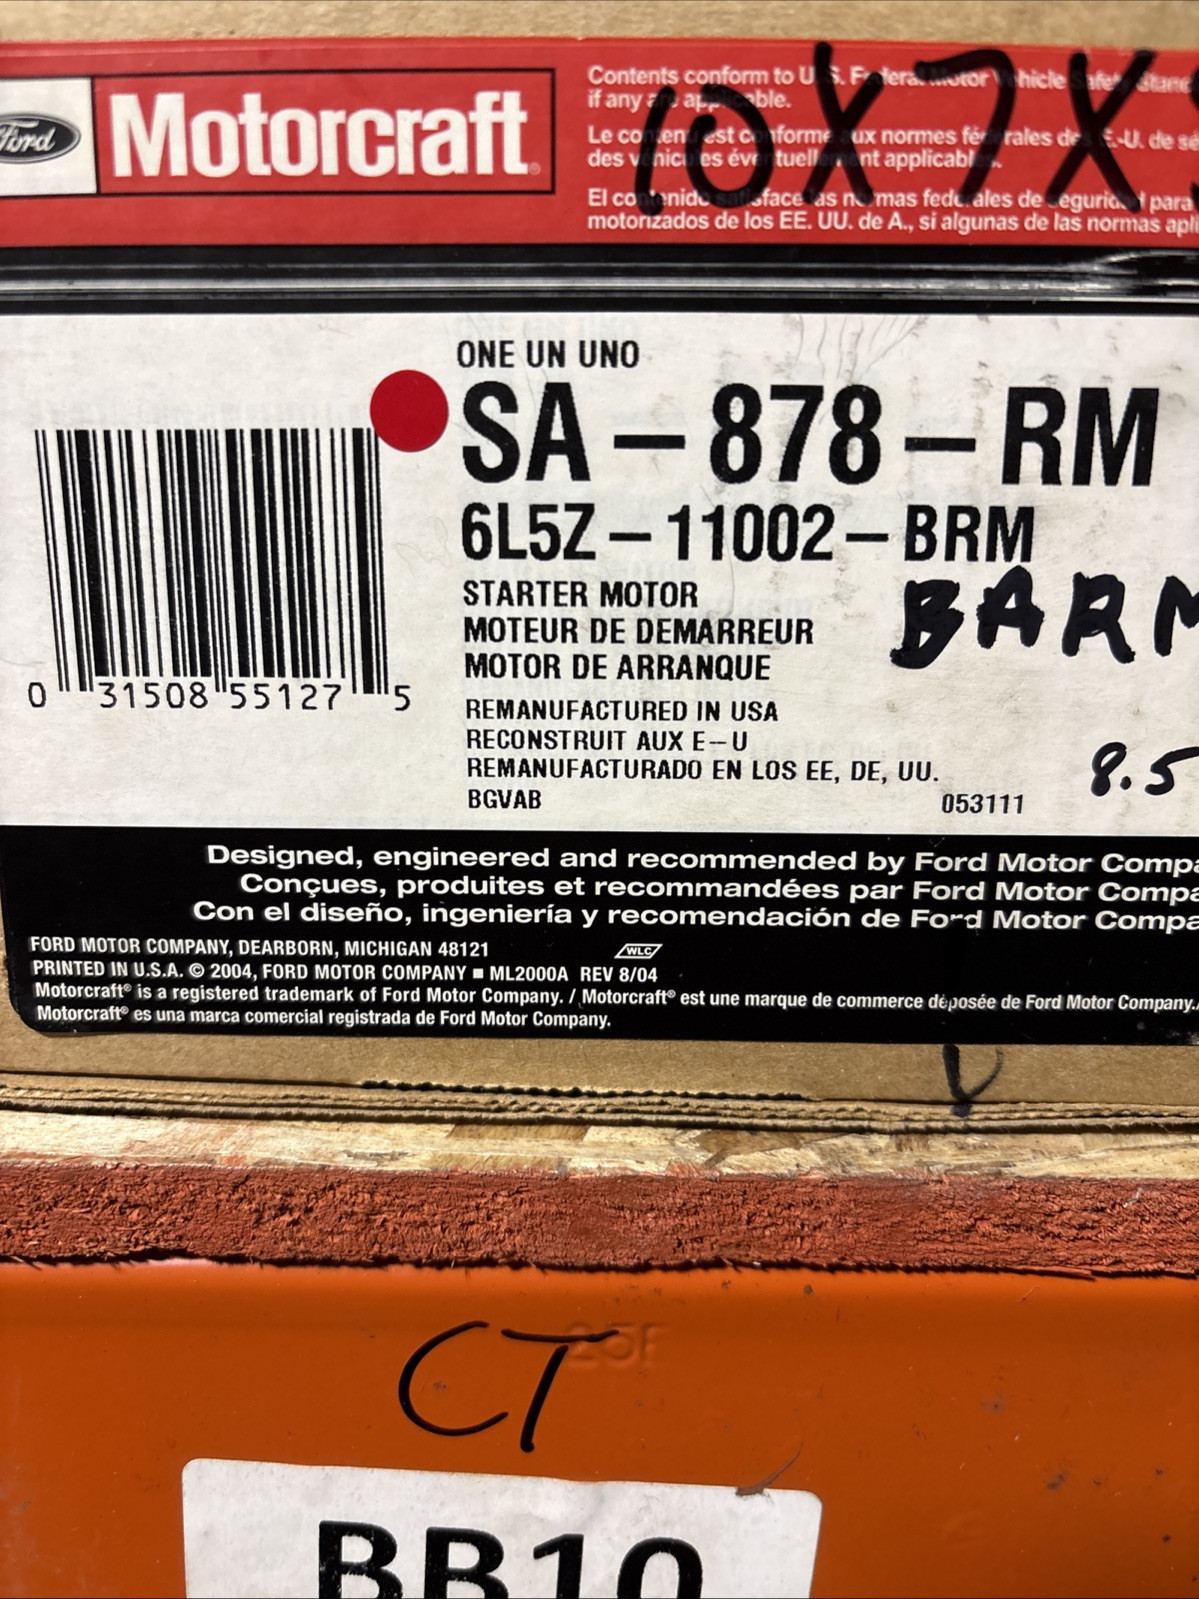 Ford
Motorcraft
Contents conform to U.S. Federal Motor Vehicle Safety
if any are applicable.
Le contenu est conforme aux normes fédérales des E.-U. de
des véhicules éventuellement applicables.
El contenido satisface las normas federales de seguridad para
motorizados de los EE. UU. de A., si algunas de las normas
10X7X
ONE UN UNO
SA-878-RM
6L5Z-11002-BRM
STARTER MOTOR
MOTEUR DE DEMARREUR
MOTOR DE ARRANQUE
BARM
REMANUFACTURED IN USA
RECONSTRUIT AUX E-U
REMANUFACTURADO EN LOS EE, DE, UU.
BGVAB 053111
8.5
0 31508 55127 5
Designed, engineered and recommended by Ford Motor
Conçues, produites et recommandées par Ford Motor
Con el diseño, ingeniería y recomendación de Ford Motor
FORD MOTOR COMPANY, DEARBORN, MICHIGAN 48121 WLC
PRINTED IN U.S.A. © 2004, FORD MOTOR COMPANY ■ ML2000A REV 8/04
Motorcraft® is a registered trademark of Ford Motor Company. / Motorcraft® est une marque de commerce déposée de Ford Motor Company.
Motorcraft® es una marca comercial registrada de Ford Motor Company.
CT
BB10